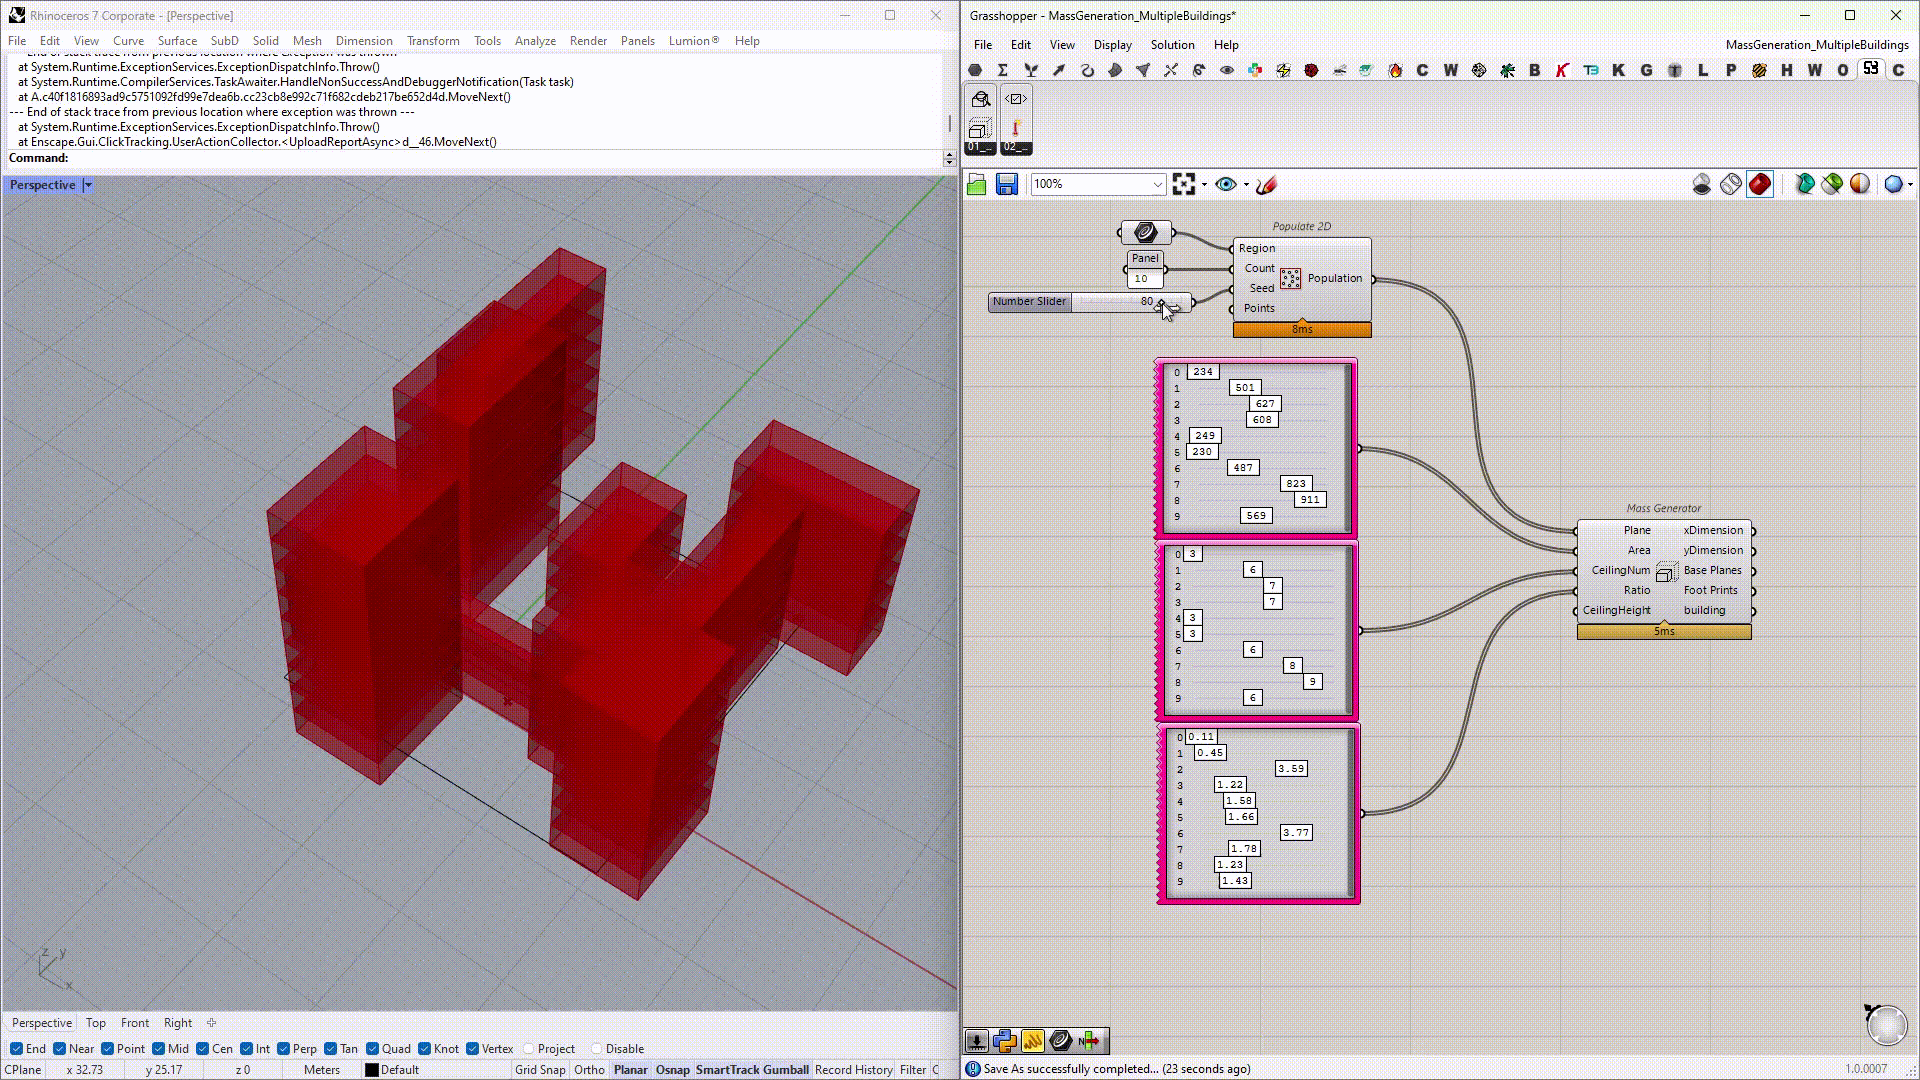 Rhinoceros 7 Corporate - [Perspective]
File Edit View Curve Surface SubD Solid Mesh Dimension Transform Tools Analyze Render Panels Lumion® Help
at System.Runtime.ExceptionServices.ExceptionDispatchInfo.Throw()
at System.Runtime.CompilerServices.TaskAwaiter.HandleNonSuccessAndDebuggerNotification(Task task)
at A.c40f1816893ad9c5751092fd99e7dea6b.cc23cb8e992c71f682cdeb217be652d4d.MoveNext()
--- End of stack trace from previous location where exception was thrown ---
at System.Runtime.ExceptionServices.ExceptionDispatchInfo.Throw()
at Enscape.Gui.ClickTracking.UserActionCollector.<UploadReportAsync>d__46.MoveNext()
Command:
Perspective
z y
x
Perspective Top Front Right
End Near Point Mid Cen Int Perp Tan Quad Knot Vertex Project Disable
CPlane x 32.73 y 25.17 z 0 Meters Default Grid Snap Ortho Planar Osnap SmartTrack Gumball Record History Filter C
Grasshopper - MassGeneration_MultipleBuildings*
File Edit View Display Solution Help MassGeneration_MultipleBuildings
C W B K T3 K G L P H W O 53 C
01_... 02_...
100%
Populate 2D
Region
Count
Seed
Points
Population
8ms
Panel
10
Number Slider 80
0 234
1 501
2 627
3 608
4 249
5 230
6 487
7 823
8 911
9 569
0 3
1 6
2 7
3 7
4 3
5 3
6 6
7 8
8 9
9 6
0 0.11
1 0.45
2 3.59
3 1.22
4 1.58
5 1.66
6 3.77
7 1.78
8 1.23
9 1.43
Mass Generator
Plane xDimension
Area yDimension
CeilingNum Base Planes
Ratio Foot Prints
CeilingHeight building
5ms
N
Save As successfully completed... (23 seconds ago)
1.0.0007